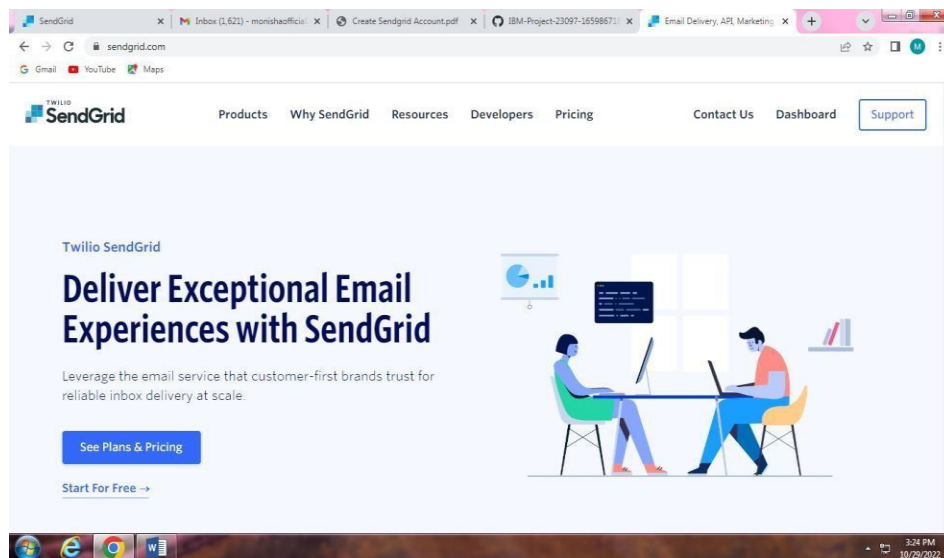 SendGrid
Inbox (1,621) - monishaofficial
Create Sendgrid Account.pdf
IBM-Project-23097-16598671
Email Delivery, API, Marketing
sendgrid.com
M
Gmail
YouTube
Maps
TWILIO
SendGrid
Products
Why SendGrid
Resources
Developers
Pricing
Contact Us
Dashboard
Support
Twilio SendGrid
Deliver Exceptional Email
Experiences with SendGrid
Leverage the email service that customer-first brands trust for
reliable inbox delivery at scale.
See Plans & Pricing
Start For Free →
3:24 PM
10/29/2022